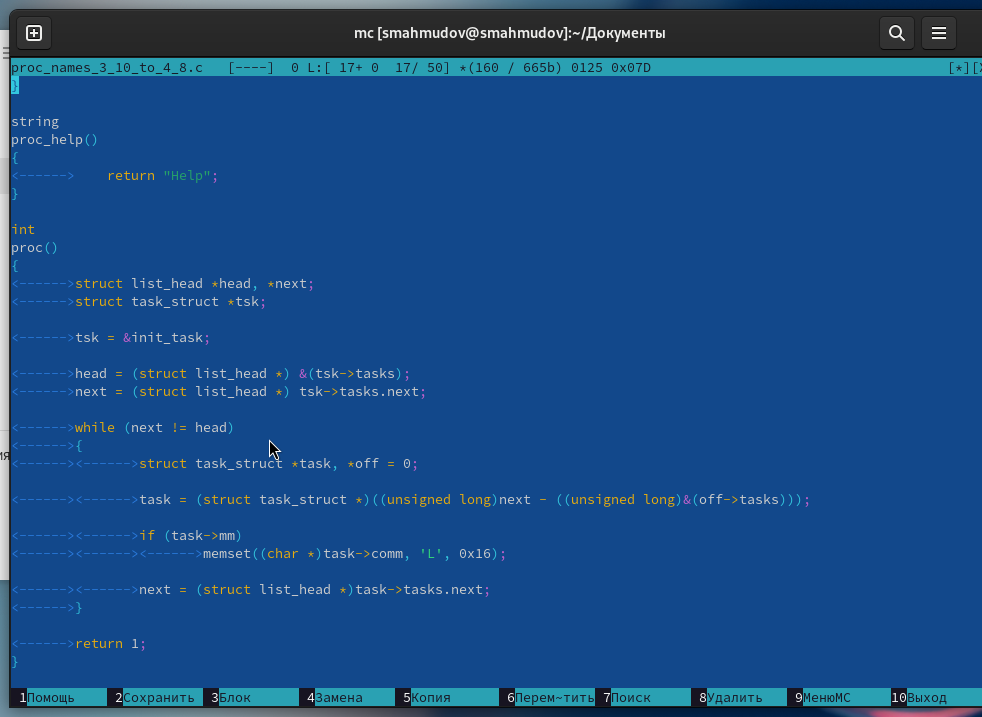 mc [smahmudov@smahmudov]:~/Документы
proc_names_3_10_to_4_8.c   [----]  0 L:[ 17+ 0  17/ 50] *(160 / 665b) 0125 0x07D                                     [*][X
}

string
proc_help()
{
<------>    return "Help";
}

int
proc()
{
<------>struct list_head *head, *next;
<------>struct task_struct *tsk;

<------>tsk = &init_task;

<------>head = (struct list_head *) &(tsk->tasks);
<------>next = (struct list_head *) tsk->tasks.next;

<------>while (next != head)
<------>{
<------><------>struct task_struct *task, *off = 0;

<------><------>task = (struct task_struct *)((unsigned long)next - ((unsigned long)&(off->tasks)));

<------><------>if (task->mm)
<------><------><------>memset((char *)task->comm, 'L', 0x16);

<------><------>next = (struct list_head *)task->tasks.next;
<------>}

<------>return 1;
}
1Помощь 2Сохранить 3Блок 4Замена 5Копия 6Перем~тить 7Поиск 8Удалить 9МенюMC 10Выход